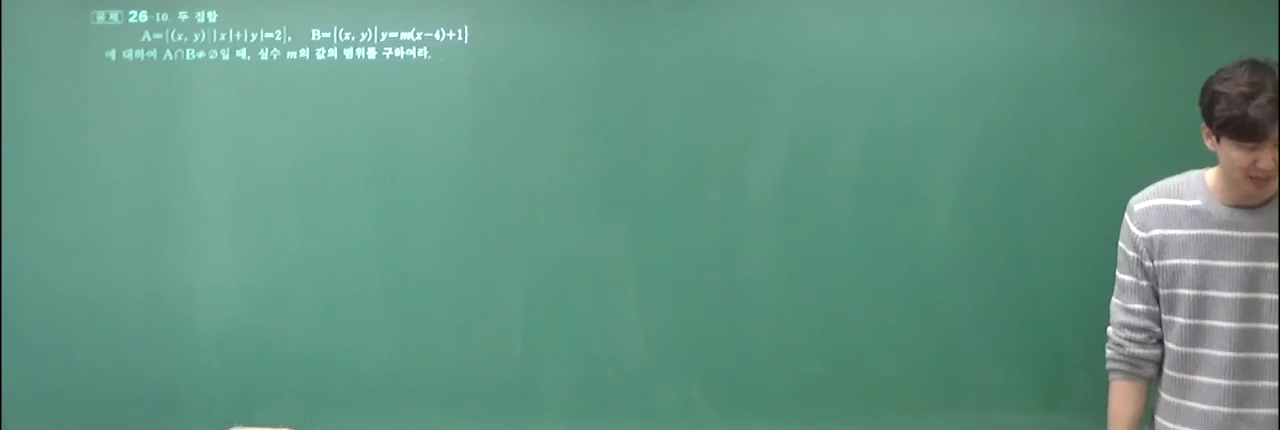 유제 26-10. 두 집합
A={(x, y)||x|+|y|=2}, B={(x, y)|y=m(x-4)+1}
에 대하여 A∩B≠∅일 때, 실수 m의 값의 범위를 구하여라.